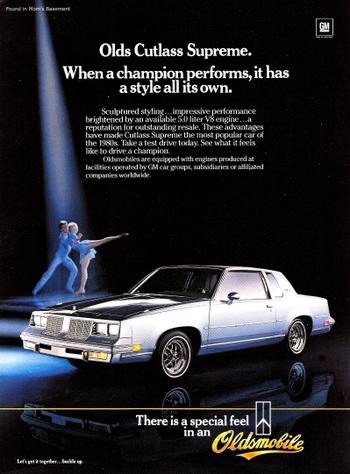 Found in Mom's Basement
GM
Olds Cutlass Supreme.
When a champion performs, it has
a style all its own.
Sculptured styling...impressive performance
brightened by an available 5.0 liter V8 engine...a
reputation for outstanding resale. These advantages
have made Cutlass Supreme the most popular car of
the 1980s. Take a test drive today. See what it feels
like to drive a champion.
Oldsmobiles are equipped with engines produced at
facilities operated by GM car groups, subsidiaries or affiliated
companies worldwide.
There is a special feel
in an Oldsmobile
Let's get it together...buckle up.